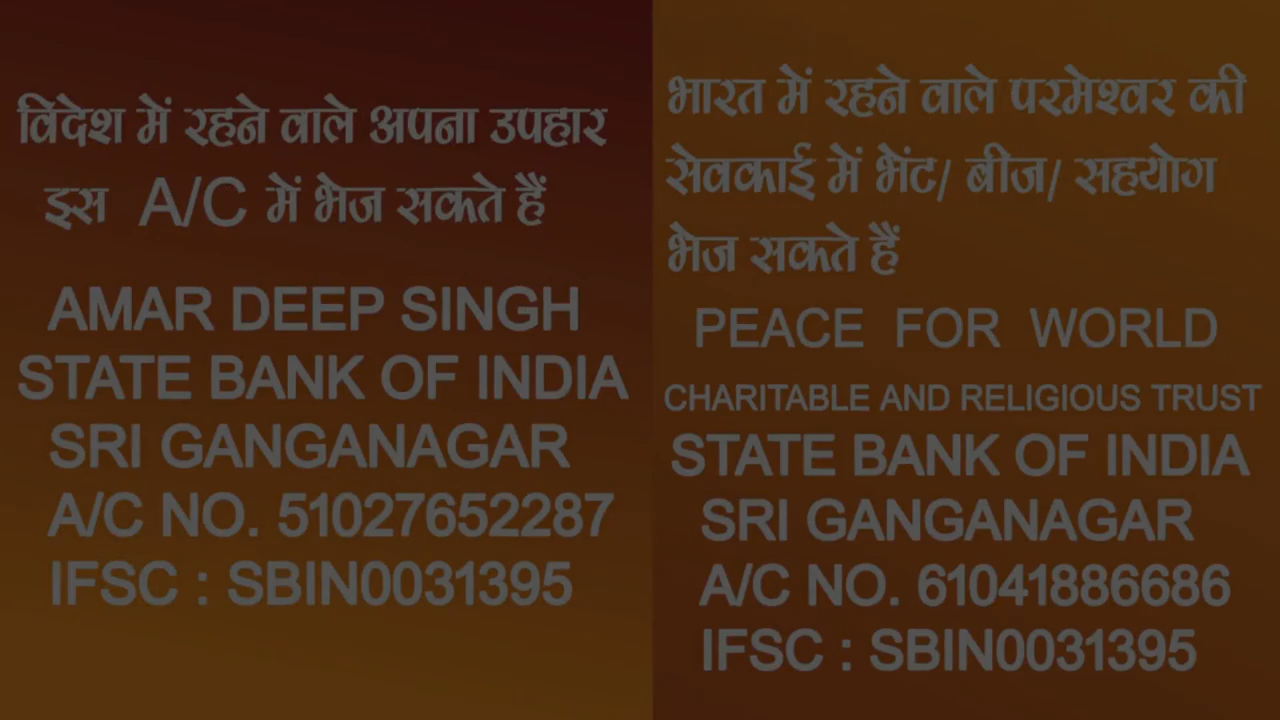 विदेश में रहने वाले अपना उपहार
इस A/C में भेज सकते हैं
AMAR DEEP SINGH
STATE BANK OF INDIA
SRI GANGANAGAR
A/C NO. 51027652287
IFSC : SBIN0031395
भारत में रहने वाले परमेश्वर की
सेवकाई में भेंट/ बीज/ सहयोग
भेज सकते हैं
PEACE FOR WORLD
CHARITABLE AND RELIGIOUS TRUST
STATE BANK OF INDIA
SRI GANGANAGAR
A/C NO. 61041886686
IFSC : SBIN0031395